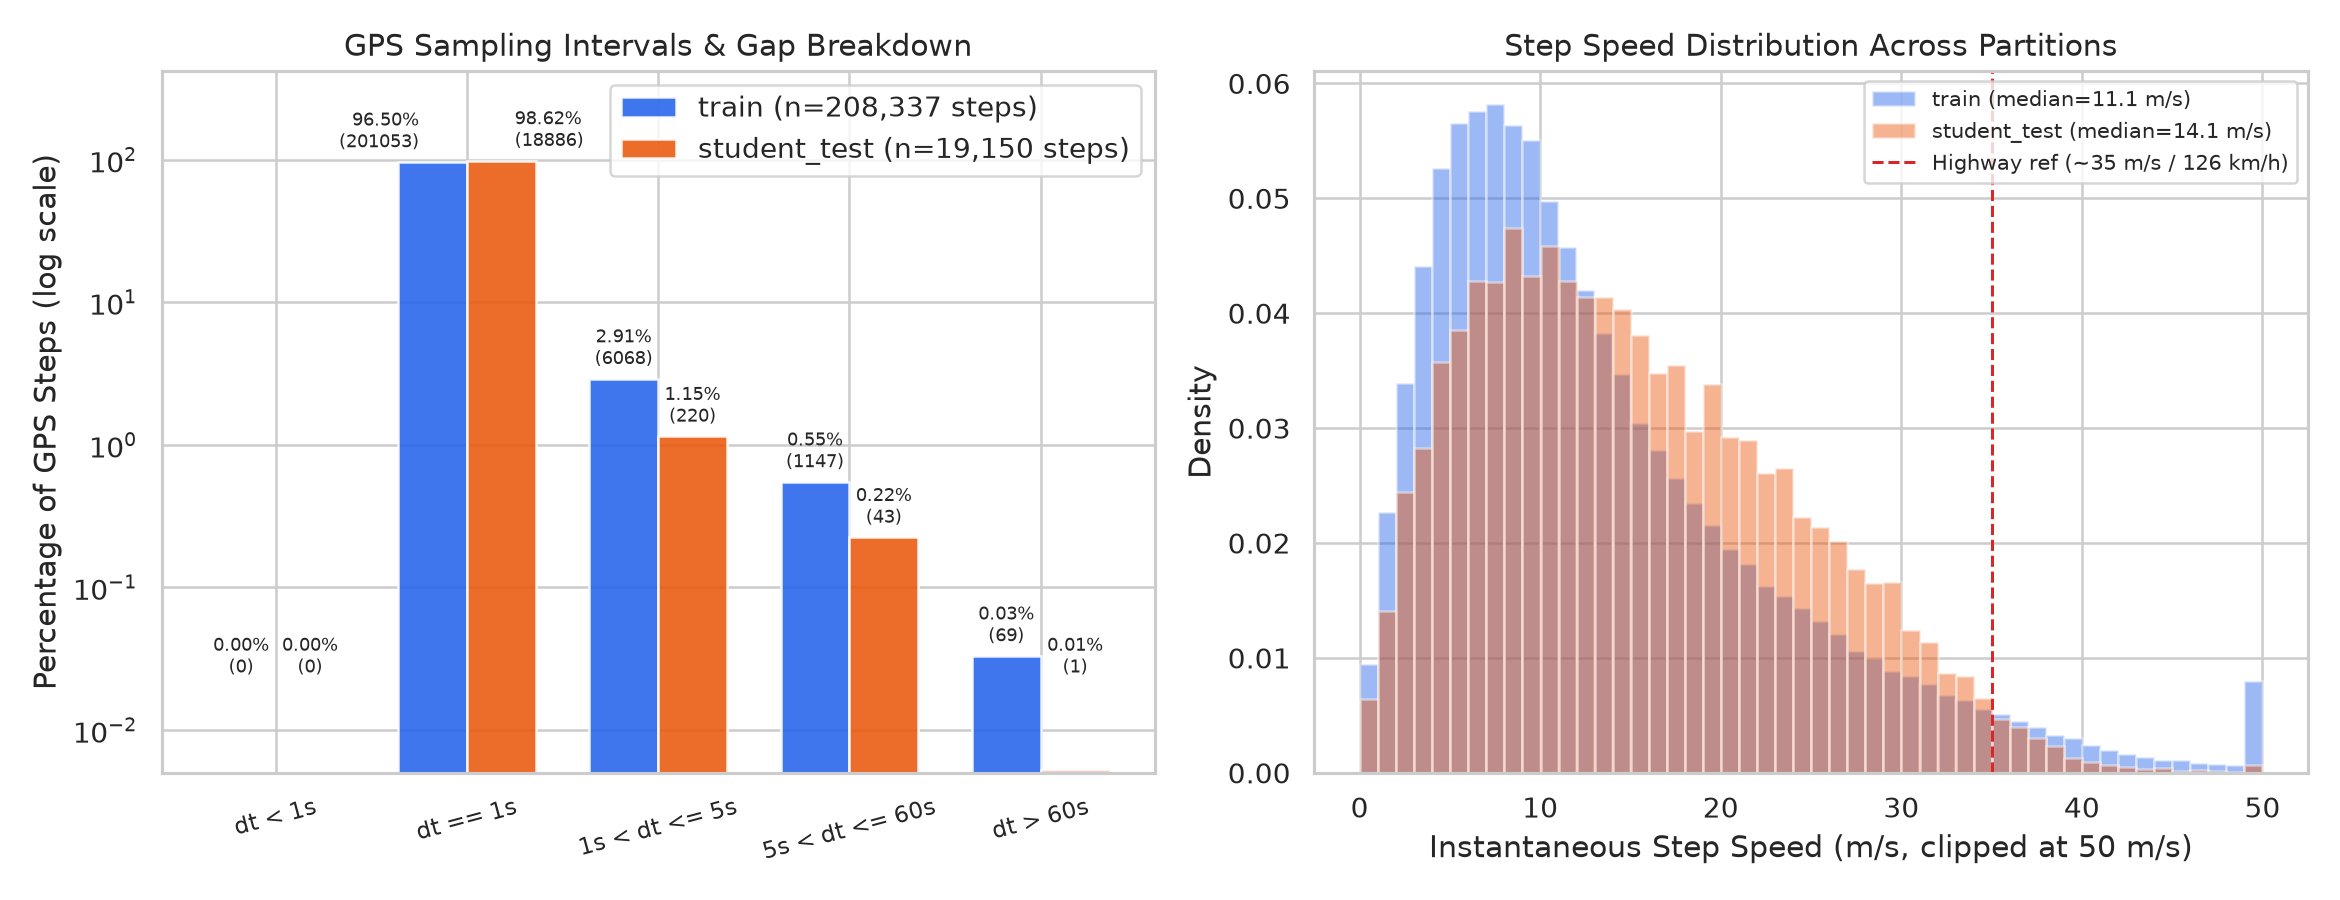 GPS Sampling Intervals & Gap Breakdown
Percentage of GPS Steps (log scale)
10²
10¹
10⁰
10⁻¹
10⁻²
train (n=208,337 steps)
student_test (n=19,150 steps)
0.00%
(0)
0.00%
(0)
96.50%
(201053)
98.62%
(18886)
2.91%
(6068)
1.15%
(220)
0.55%
(1147)
0.22%
(43)
0.03%
(69)
0.01%
(1)
dt < 1s
dt == 1s
1s < dt <= 5s
5s < dt <= 60s
dt > 60s
Step Speed Distribution Across Partitions
Density
0.06
0.05
0.04
0.03
0.02
0.01
0.00
train (median=11.1 m/s)
student_test (median=14.1 m/s)
Highway ref (~35 m/s / 126 km/h)
0 10 20 30 40 50
Instantaneous Step Speed (m/s, clipped at 50 m/s)